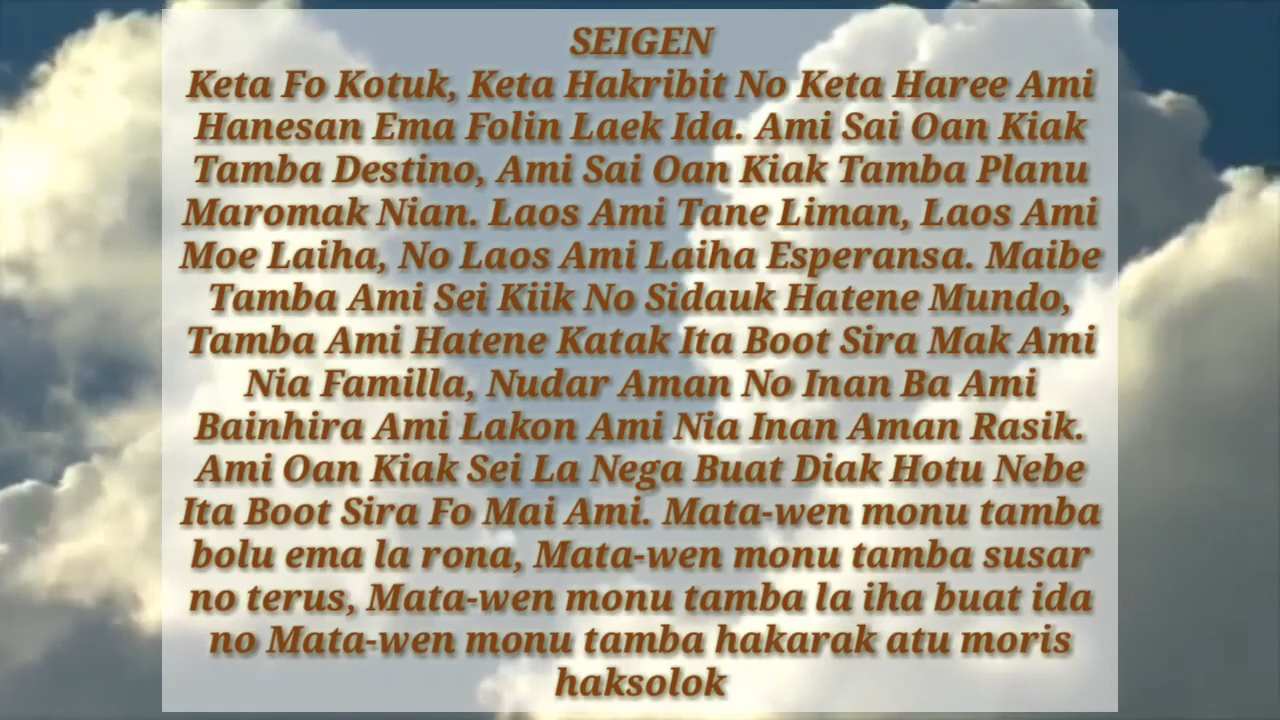 SEIGEN
Keta Fo Kotuk, Keta Hakribit No Keta Haree Ami
Hanesan Ema Folin Laek Ida. Ami Sai Oan Kiak
Tamba Destino, Ami Sai Oan Kiak Tamba Planu
Maromak Nian. Laos Ami Tane Liman, Laos Ami
Moe Laiha, No Laos Ami Laiha Esperansa. Maibe
Tamba Ami Sei Kiik No Sidauk Hatene Mundo,
Tamba Ami Hatene Katak Ita Boot Sira Mak Ami
Nia Familla, Nudar Aman No Inan Ba Ami
Bainhira Ami Lakon Ami Nia Inan Aman Rasik.
Ami Oan Kiak Sei La Nega Buat Diak Hotu Nebe
Ita Boot Sira Fo Mai Ami. Mata-wen monu tamba
bolu ema la rona, Mata-wen monu tamba susar
no terus, Mata-wen monu tamba la iha buat ida
no Mata-wen monu tamba hakarak atu moris
haksolok